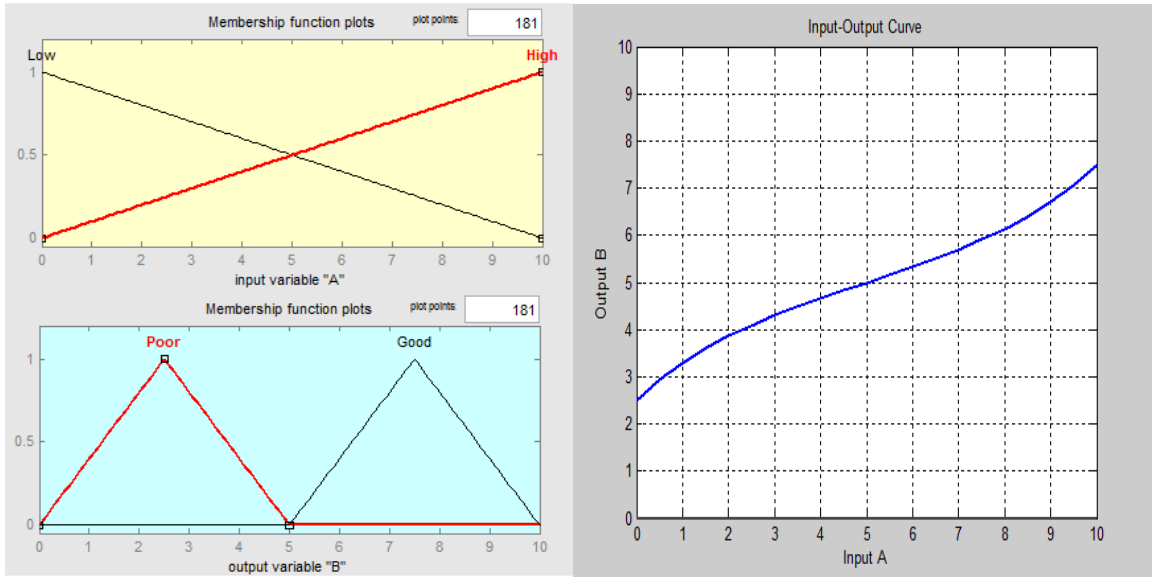 Membership function plots plot points: 181
Low High
1
0.5
0
0 1 2 3 4 5 6 7 8 9 10
input variable "A"
Membership function plots plot points: 181
Poor Good
1
0.5
0
0 1 2 3 4 5 6 7 8 9 10
output variable "B"
Input-Output Curve
10
9
8
7
6
5
4
3
2
1
0
Output B
0 1 2 3 4 5 6 7 8 9 10
Input A